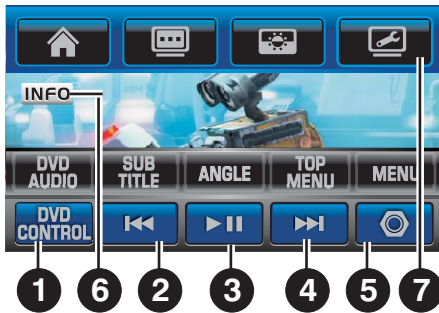 INFO
DVD AUDIO
SUB TITLE
ANGLE
TOP MENU
MENU
DVD CONTROL
1
6
2
3
4
5
7